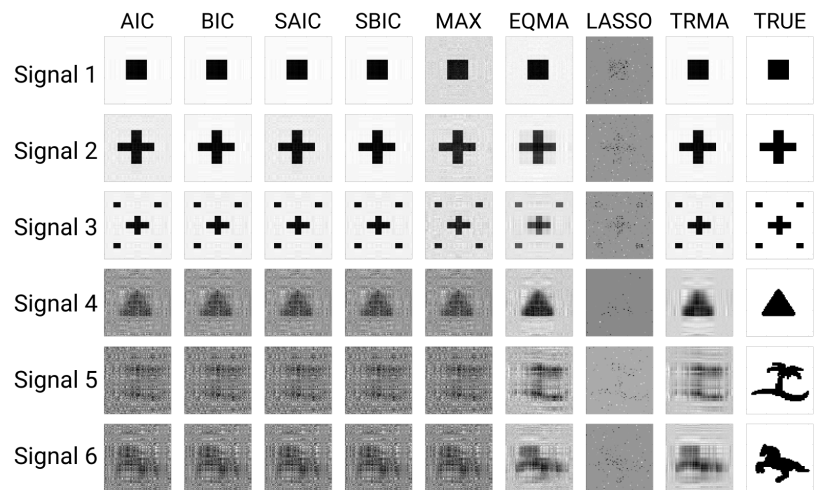 AIC BIC SAIC SBIC MAX EQMA LASSO TRMA TRUE
Signal 1
Signal 2
Signal 3
Signal 4
Signal 5
Signal 6